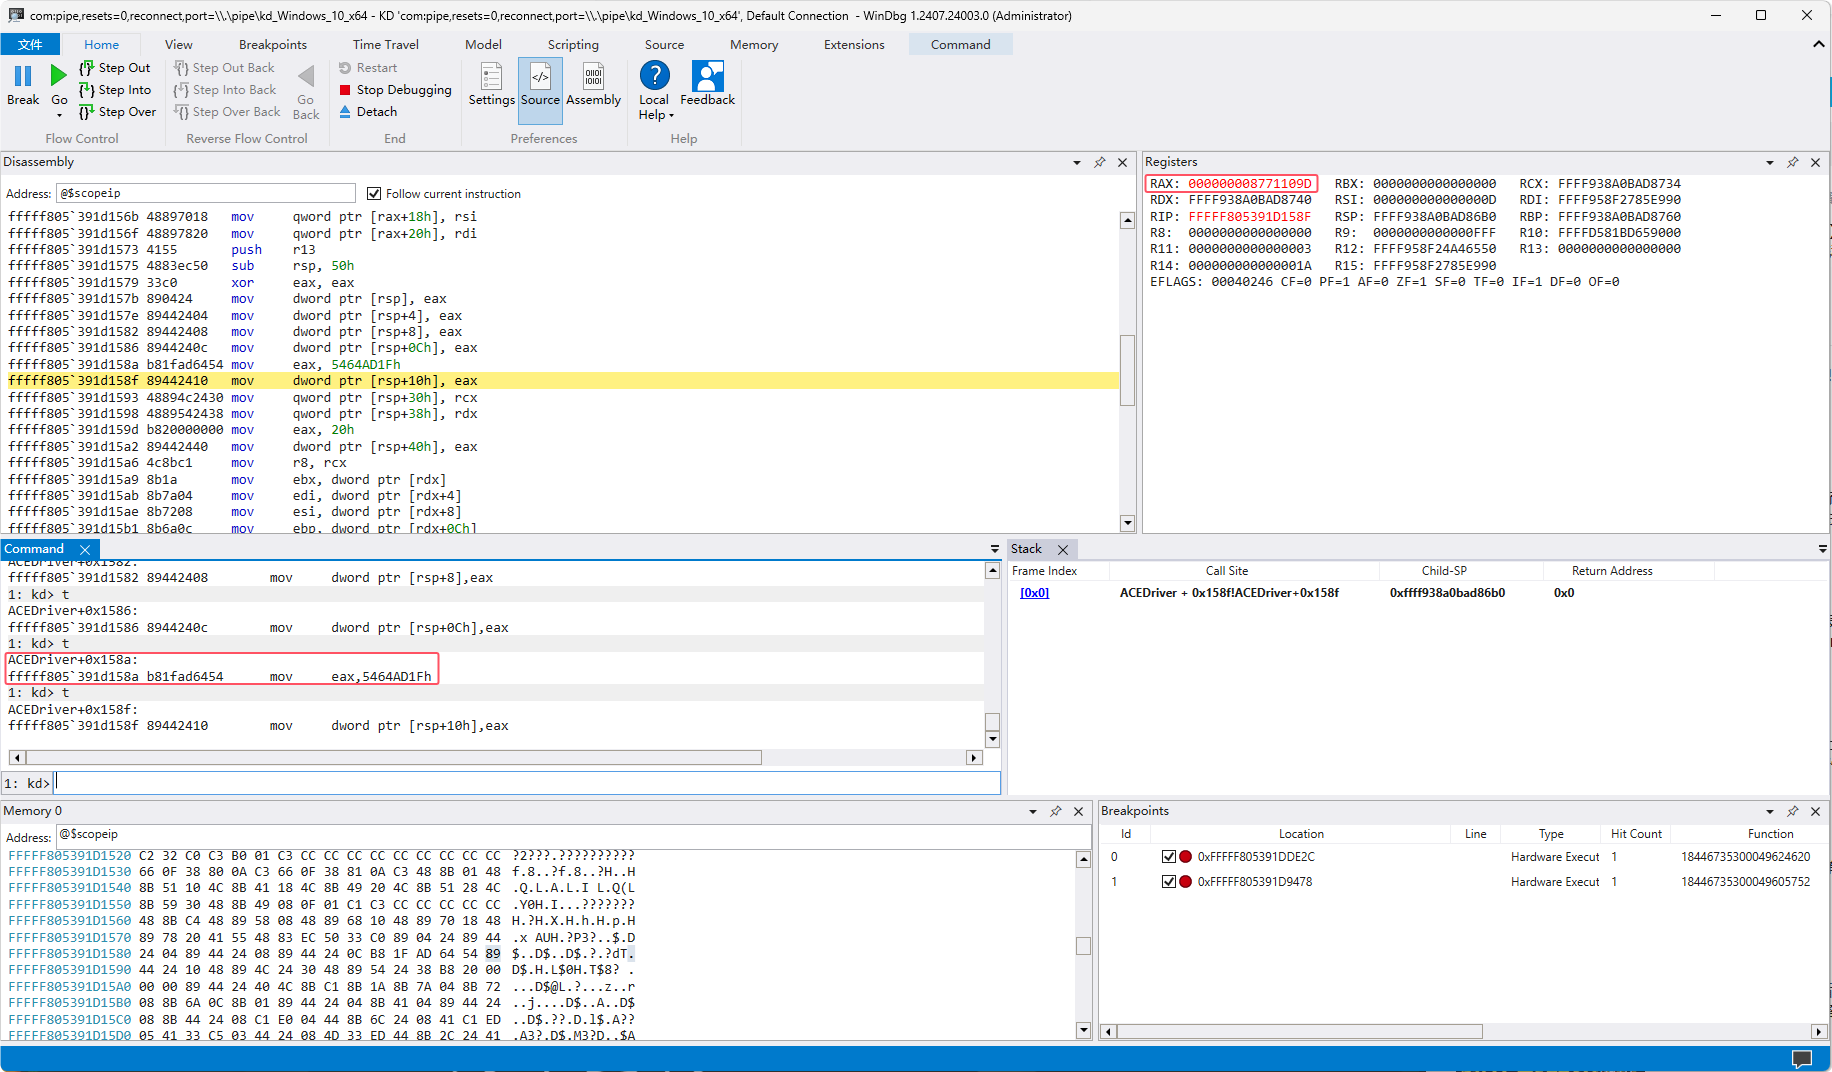 com:pipe,resets=0,reconnect,port=\\.\pipe\kd_Windows_10_x64 - KD 'com:pipe,resets=0,reconnect,port=\\.\pipe\kd_Windows_10_x64', Default Connection - WinDbg 1.2407.24003.0 (Administrator)
文件 Home View Breakpoints Time Travel Model Scripting Source Memory Extensions Command
Break Go Step Out Step Into Step Over
Step Out Back Step Into Back Step Over Back Go Back
Restart Stop Debugging Detach
Settings Source Assembly Local Help Feedback
Flow Control Reverse Flow Control End Preferences Help
Disassembly
Address: @$scopeip Follow current instruction
fffff805`391d156b 48897018 mov qword ptr [rax+18h], rsi
fffff805`391d156f 48897820 mov qword ptr [rax+20h], rdi
fffff805`391d1573 4155 push r13
fffff805`391d1575 4883ec50 sub rsp, 50h
fffff805`391d1579 33c0 xor eax, eax
fffff805`391d157b 890424 mov dword ptr [rsp], eax
fffff805`391d157e 89442404 mov dword ptr [rsp+4], eax
fffff805`391d1582 89442408 mov dword ptr [rsp+8], eax
fffff805`391d1586 8944240c mov dword ptr [rsp+0Ch], eax
fffff805`391d158a b81fad6454 mov eax, 5464AD1Fh
fffff805`391d158f 89442410 mov dword ptr [rsp+10h], eax
fffff805`391d1593 48894c2430 mov qword ptr [rsp+30h], rcx
fffff805`391d1598 4889542438 mov qword ptr [rsp+38h], rdx
fffff805`391d159d b820000000 mov eax, 20h
fffff805`391d15a2 89442440 mov dword ptr [rsp+40h], eax
fffff805`391d15a6 4c8bc1 mov r8, rcx
fffff805`391d15a9 8b1a mov ebx, dword ptr [rdx]
fffff805`391d15ab 8b7a04 mov edi, dword ptr [rdx+4]
fffff805`391d15ae 8b7208 mov esi, dword ptr [rdx+8]
fffff805`391d15b1 8b6a0c mov ebp, dword ptr [rdx+0Ch]
Registers
RAX: 000000008771109D RBX: 0000000000000000 RCX: FFFF938A0BAD8734
RDX: FFFF938A0BAD8740 RSI: 000000000000000D RDI: FFFF958F2785E990
RIP: FFFFF805391D158F RSP: FFFF938A0BAD86B0 RBP: FFFF938A0BAD8760
R8: 0000000000000000 R9: 0000000000000FFF R10: FFFFD581BD659000
R11: 0000000000000003 R12: FFFF958F24A46550 R13: 0000000000000000
R14: 000000000000001A R15: FFFF958F2785E990
EFLAGS: 00040246 CF=0 PF=1 AF=0 ZF=1 SF=0 TF=0 IF=1 DF=0 OF=0
Command
ACEDriver+0x1582:
fffff805`391d1582 89442408 mov dword ptr [rsp+8],eax
1: kd> t
ACEDriver+0x1586:
fffff805`391d1586 8944240c mov dword ptr [rsp+0Ch],eax
1: kd> t
ACEDriver+0x158a:
fffff805`391d158a b81fad6454 mov eax,5464AD1Fh
1: kd> t
ACEDriver+0x158f:
fffff805`391d158f 89442410 mov dword ptr [rsp+10h],eax
1: kd>
Stack
Frame Index Call Site Child-SP Return Address
[0x0] ACEDriver + 0x158f!ACEDriver+0x158f 0xffff938a0bad86b0 0x0
Memory 0
Address: @$scopeip
FFFFF805391D1520 C2 32 C0 C3 B0 01 C3 CC CC CC CC CC CC CC CC CC ?2???.??????????
FFFFF805391D1530 66 0F 38 80 0A C3 66 0F 38 81 0A C3 48 8B 01 48 f.8..?f.8..?H..H
FFFFF805391D1540 8B 51 10 4C 8B 41 18 4C 8B 49 20 4C 8B 51 28 4C .Q.L.A.L.I L.Q(L
FFFFF805391D1550 8B 59 30 48 8B 49 08 0F 01 C1 C3 CC CC CC CC CC .Y0H.I...???????
FFFFF805391D1560 48 8B C4 48 89 58 08 48 89 68 10 48 89 70 18 48 H.?H.X.H.h.H.p.H
FFFFF805391D1570 89 78 20 41 55 48 83 EC 50 33 C0 89 04 24 89 44 .x AUH.?P3?..$.D
FFFFF805391D1580 24 04 89 44 24 08 89 44 24 0C B8 1F AD 64 54 89 $..D$..D$.?.?dT.
FFFFF805391D1590 44 24 10 48 89 4C 24 30 48 89 54 24 38 B8 20 00 D$.H.L$0H.T$8? .
FFFFF805391D15A0 00 00 89 44 24 40 4C 8B C1 8B 1A 8B 7A 04 8B 72 ...D$@L.?...z..r
FFFFF805391D15B0 08 8B 6A 0C 8B 01 89 44 24 04 8B 41 04 89 44 24 ..j....D$..A..D$
FFFFF805391D15C0 08 8B 44 24 08 C1 E0 04 44 8B 6C 24 08 41 C1 ED ..D$.??.D.l$.A??
FFFFF805391D15D0 05 41 33 C5 03 44 24 08 4D 33 ED 44 8B 2C 24 41 .A3?.D$.M3?D..$A
Breakpoints
Id Location Line Type Hit Count Function
0 0xFFFFF805391DDE2C Hardware Execut 1 18446735300049624620
1 0xFFFFF805391D9478 Hardware Execut 1 18446735300049605752